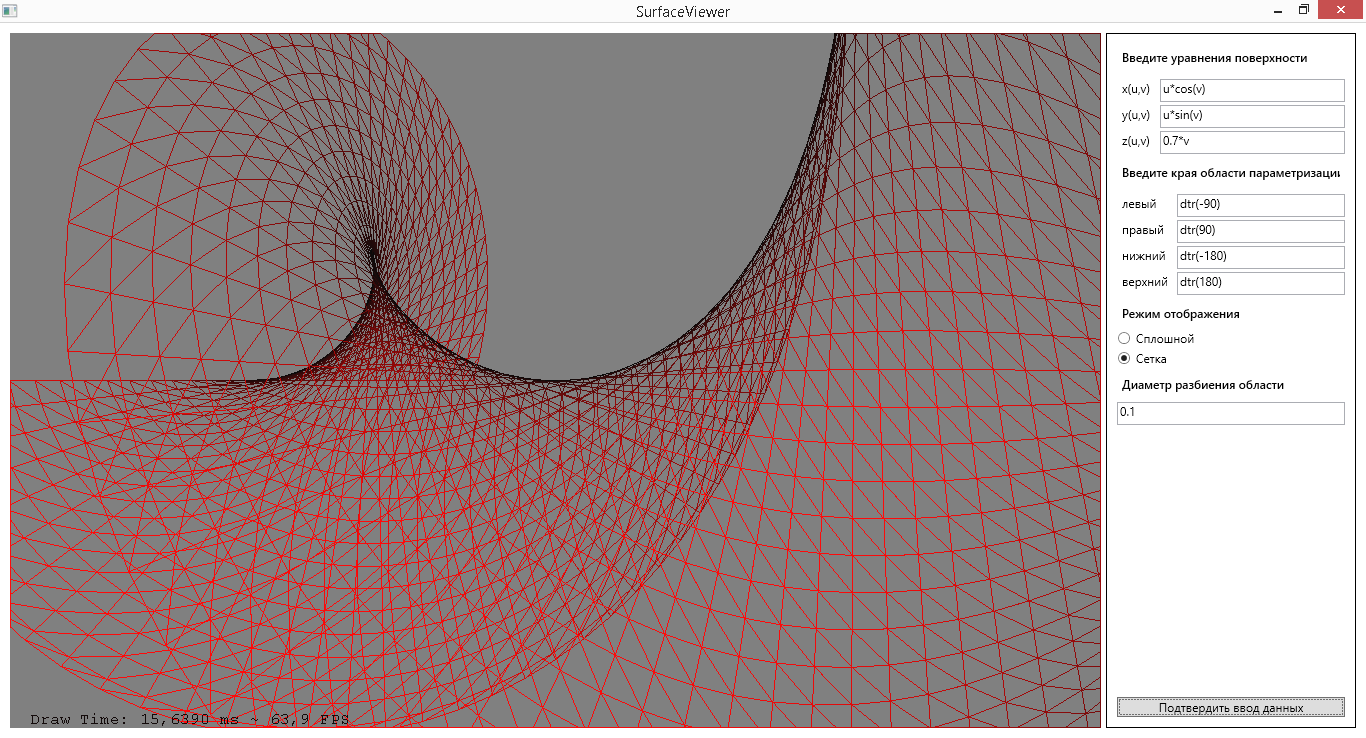 SurfaceViewer
Введите уравнения поверхности
x(u,v) u*cos(v)
y(u,v) u*sin(v)
z(u,v) 0.7*v
Введите края области параметризации
левый dtr(-90)
правый dtr(90)
нижний dtr(-180)
верхний dtr(180)
Режим отображения
Сплошной
Сетка
Диаметр разбиения области
0.1
Подтвердить ввод данных
Draw Time: 15,6390 ms ~ 63,9 FPS